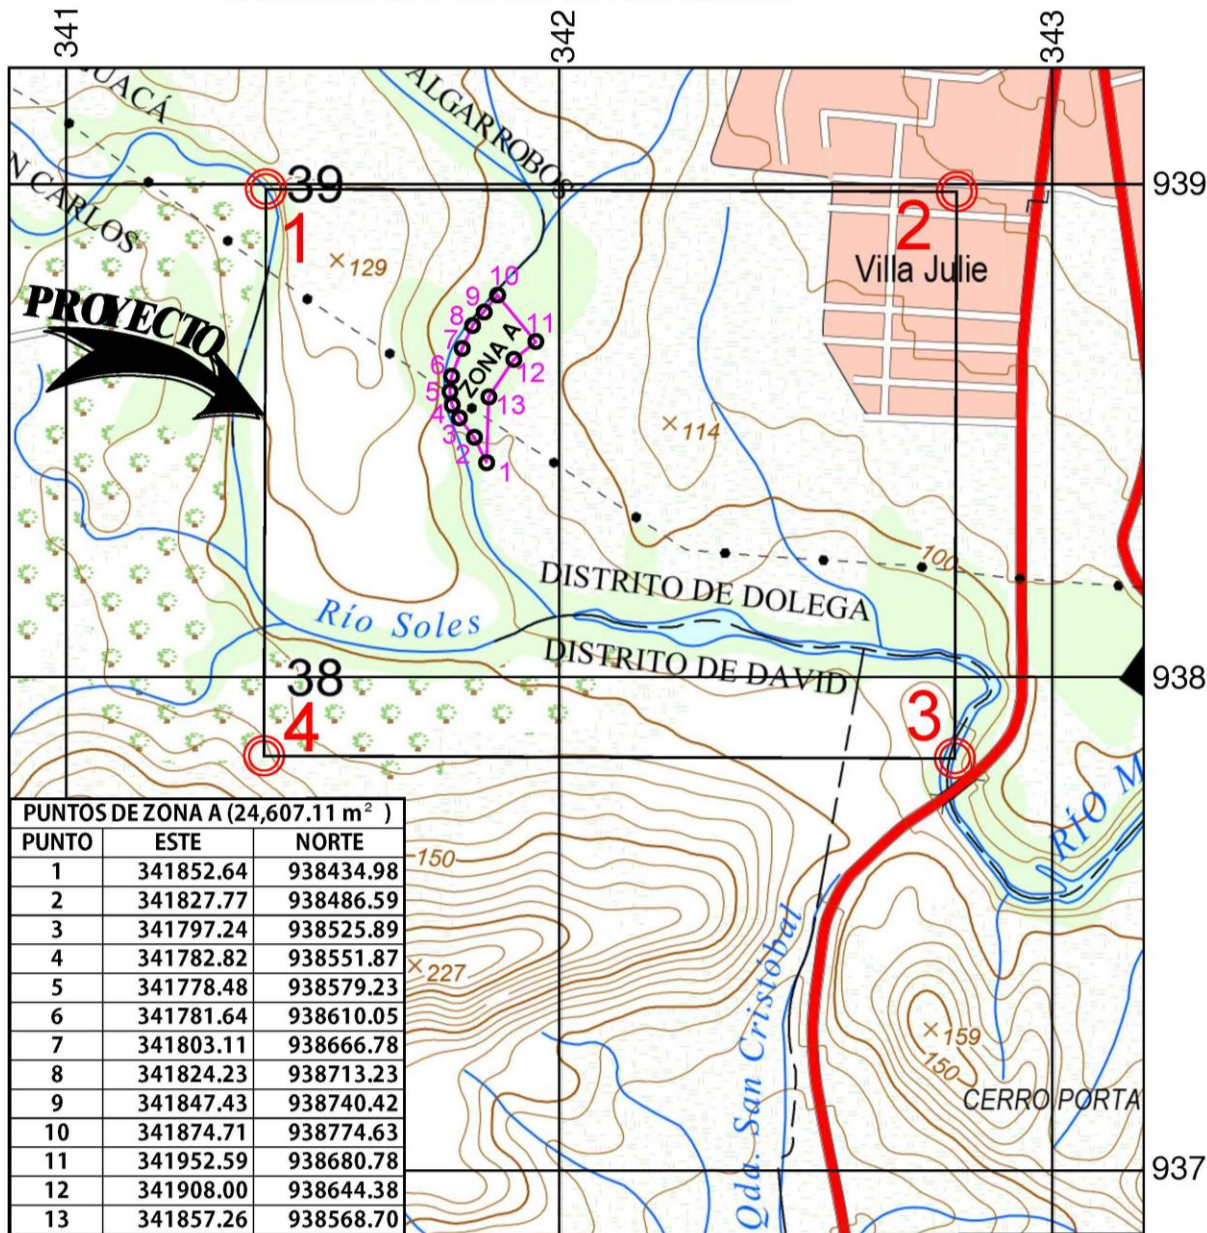 341
342
343
GUACÁ
ALGARROBOS
N CARLOS
39
1
2
939
×129
Villa Julie
PROYECTO
10
9
8
7
6
5
4
3
2
1
11
12
13
ZONA A
×114
100
DISTRITO DE DOLEGA
Río Soles
DISTRITO DE DAVID
38
938
4
3
RÍO M
PUNTOS DE ZONA A (24,607.11 m² )
PUNTO ESTE NORTE
1 341852.64 938434.98
2 341827.77 938486.59
3 341797.24 938525.89
4 341782.82 938551.87
5 341778.48 938579.23
6 341781.64 938610.05
7 341803.11 938666.78
8 341824.23 938713.23
9 341847.43 938740.42
10 341874.71 938774.63
11 341952.59 938680.78
12 341908.00 938644.38
13 341857.26 938568.70
150
×227
Qda. San Cristóbal
×159
150
CERRO PORTA
937